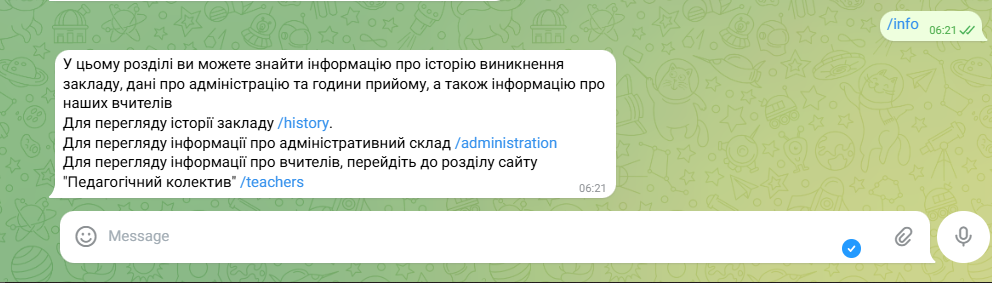 /info 06:21
У цьому розділі ви можете знайти інформацію про історію виникнення
закладу, дані про адміністрацію та години прийому, а також інформацію про
наших вчителів
Для перегляду історії закладу /history.
Для перегляду інформації про адміністративний склад /administration
Для перегляду інформації про вчителів, перейдіть до розділу сайту
"Педагогічний колектив" /teachers
06:21
Message